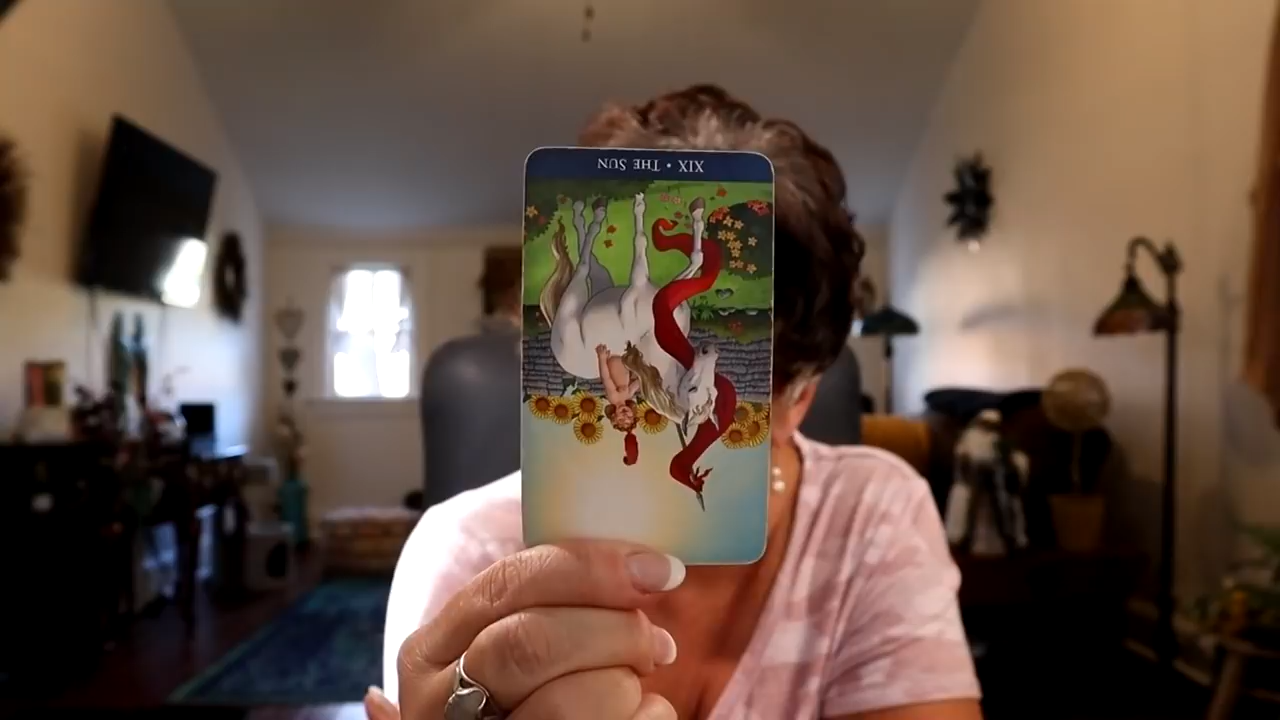 XIX • THE SUN